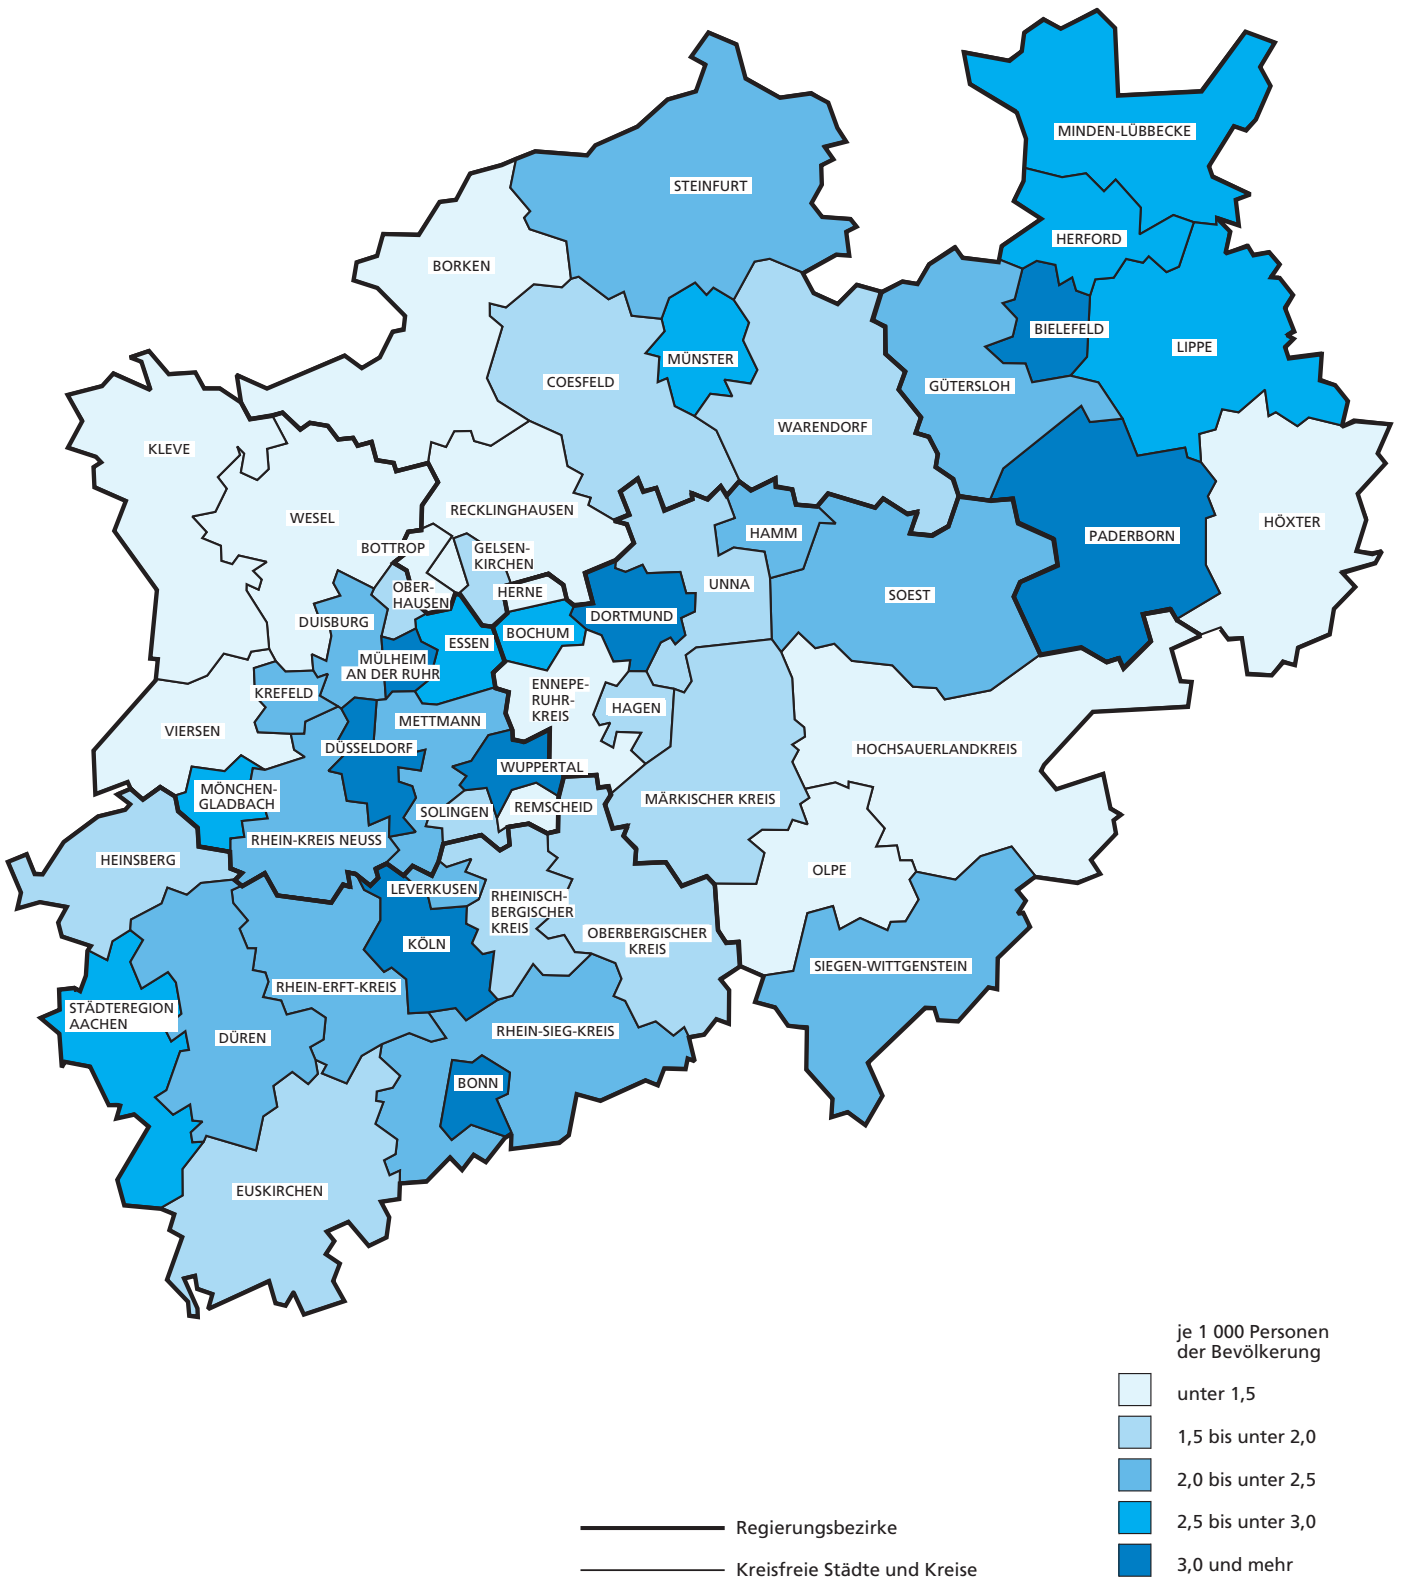 MINDEN-LÜBBECKE
STEINFURT
HERFORD
BORKEN
BIELEFELD
LIPPE
MÜNSTER
COESFELD
GÜTERSLOH
WARENDORF
KLEVE
RECKLINGHAUSEN
WESEL
HÖXTER
HAMM
PADERBORN
BOTTROP
GELSEN-
KIRCHEN
UNNA
OBER-
HAUSEN
HERNE
SOEST
DORTMUND
DUISBURG
BOCHUM
ESSEN
MÜLHEIM
AN DER RUHR
KREFELD
ENNEPE-
RUHR-
KREIS
HAGEN
METTMANN
VIERSEN
DÜSSELDORF
HOCHSAUERLANDKREIS
WUPPERTAL
MÖNCHEN-
GLADBACH
MÄRKISCHER KREIS
REMSCHEID
SOLINGEN
RHEIN-KREIS NEUSS
HEINSBERG
OLPE
LEVERKUSEN
RHEINISCH-
BERGISCHER
KREIS
OBERBERGISCHER
KREIS
KÖLN
SIEGEN-WITTGENSTEIN
RHEIN-ERFT-KREIS
STÄDTEREGION
AACHEN
RHEIN-SIEG-KREIS
DÜREN
BONN
EUSKIRCHEN
je 1 000 Personen
der Bevölkerung
unter 1,5
1,5 bis unter 2,0
2,0 bis unter 2,5
2,5 bis unter 3,0
3,0 und mehr
Regierungsbezirke
Kreisfreie Städte und Kreise